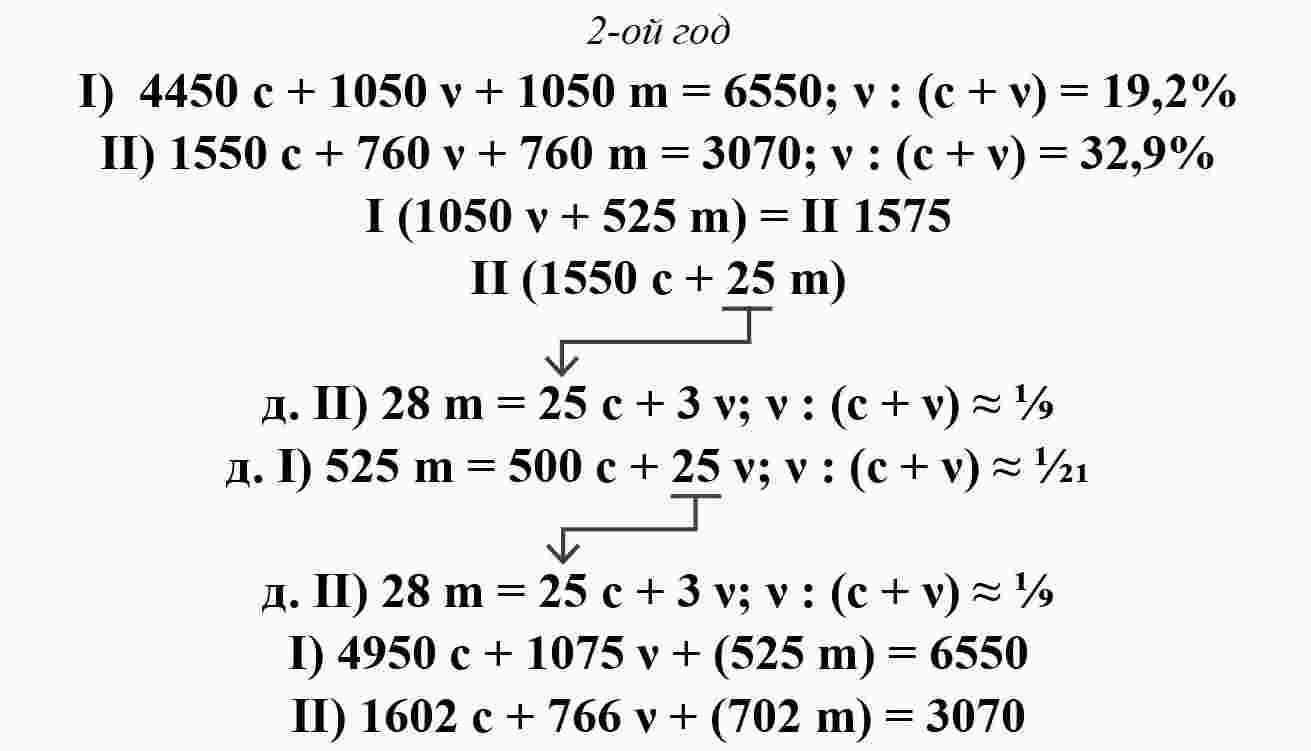 2-ой год
I) 4450 c + 1050 v + 1050 m = 6550; v : (c + v) = 19,2%
II) 1550 c + 760 v + 760 m = 3070; v : (c + v) = 32,9%
I (1050 v + 525 m) = II 1575
II (1550 c + 25 m)
д. II) 28 m = 25 c + 3 v; v : (c + v) ≈ ⅑
д. I) 525 m = 500 c + 25 v; v : (c + v) ≈ ¹⁄₂₁
д. II) 28 m = 25 c + 3 v; v : (c + v) ≈ ⅑
I) 4950 c + 1075 v + (525 m) = 6550
II) 1602 c + 766 v + (702 m) = 3070